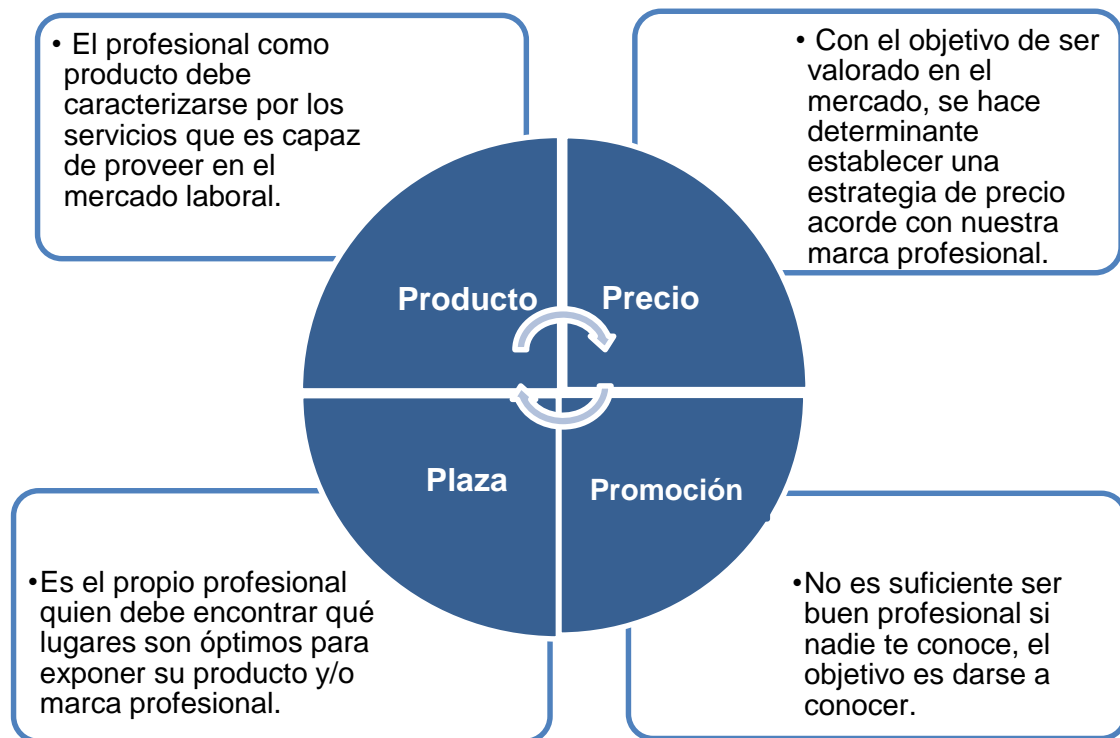 • El profesional como
producto debe
caracterizarse por los
servicios que es capaz
de proveer en el
mercado laboral.
• Con el objetivo de ser
valorado en el
mercado, se hace
determinante
establecer una
estrategia de precio
acorde con nuestra
marca profesional.
Producto
Precio
Plaza
Promoción
•Es el propio profesional
quien debe encontrar qué
lugares son óptimos para
exponer su producto y/o
marca profesional.
•No es suficiente ser
buen profesional si
nadie te conoce, el
objetivo es darse a
conocer.